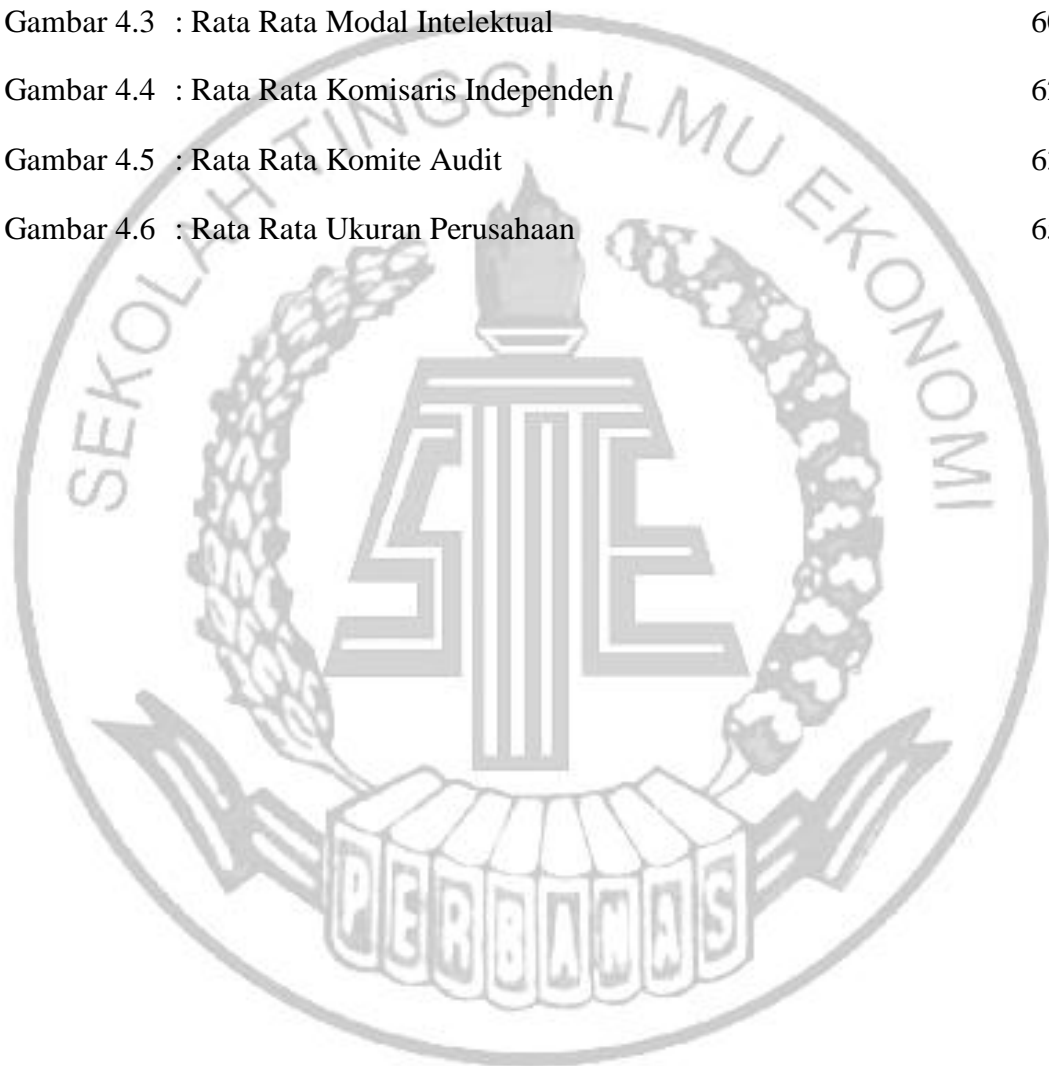 Gambar 4.3 : Rata Rata Modal Intelektual
Gambar 4.4 : Rata Rata Komisaris Independen
Gambar 4.5 : Rata Rata Komite Audit
Gambar 4.6 : Rata Rata Ukuran Perusahaan
SEKOLAH TINGGI ILMU EKONOMI
STIE
PERBANAS